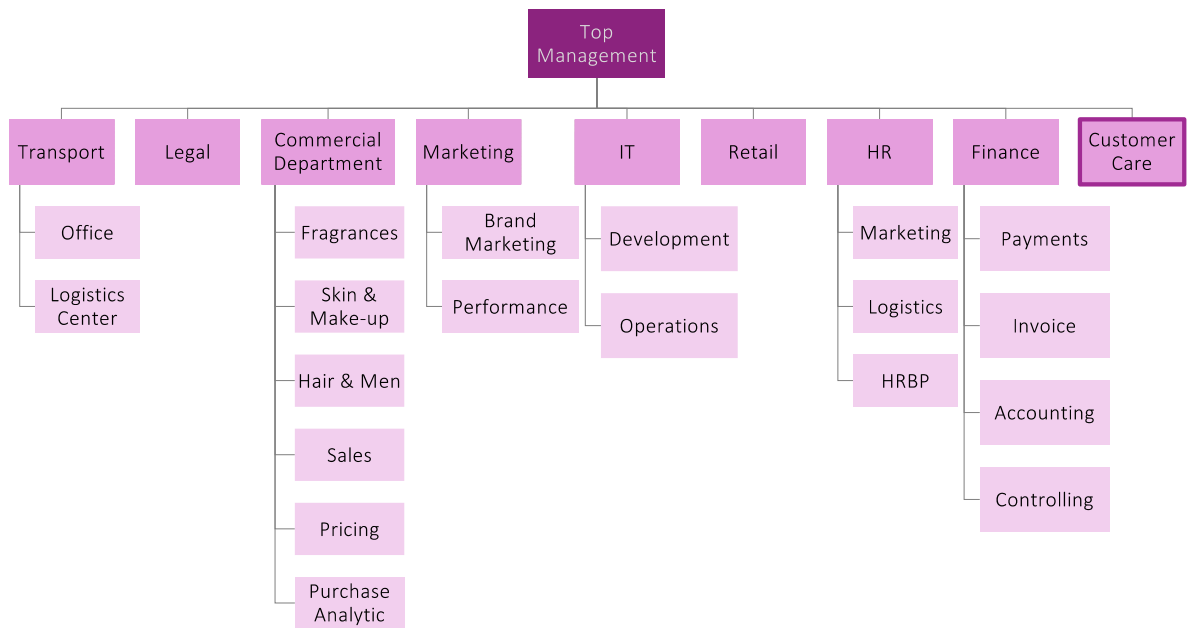 Top
Management
Transport
Legal
Commercial
Department
Marketing
IT
Retail
HR
Finance
Customer
Care
Office
Logistics
Center
Fragrances
Skin &
Make-up
Hair & Men
Sales
Pricing
Purchase
Analytic
Brand
Marketing
Performance
Development
Operations
Marketing
Logistics
HRBP
Payments
Invoice
Accounting
Controlling